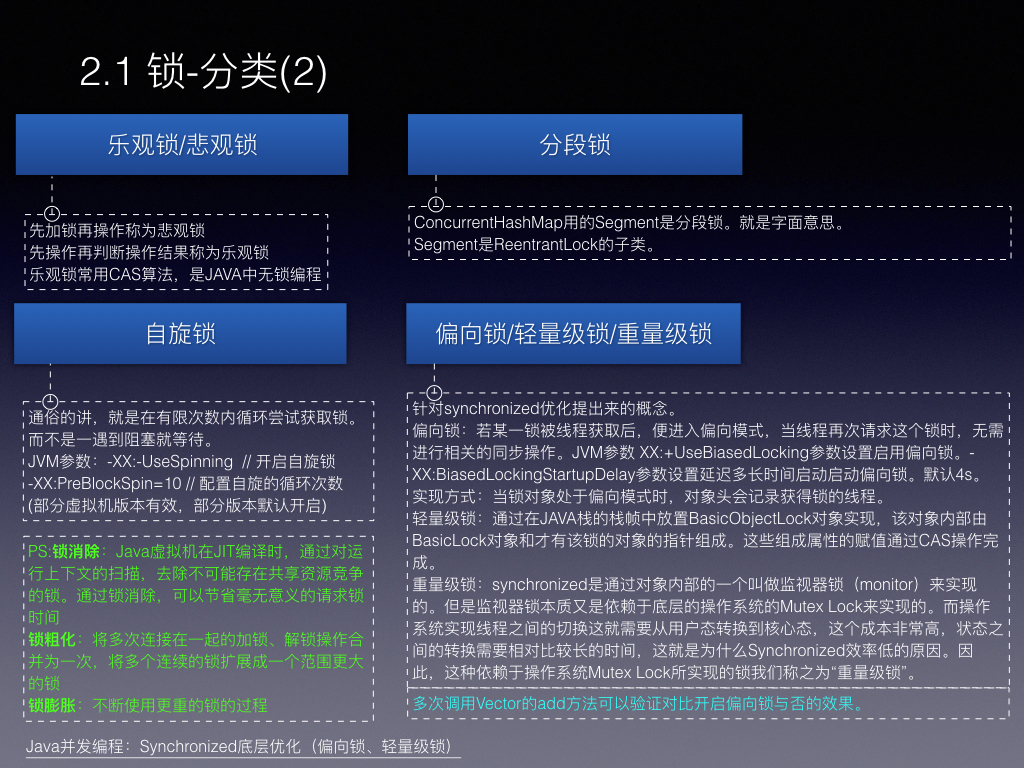 2.1 锁-分类(2)
乐观锁/悲观锁
先加锁再操作称为悲观锁
先操作再判断操作结果称为乐观锁
乐观锁常用CAS算法，是JAVA中无锁编程
分段锁
ConcurrentHashMap用的Segment是分段锁。就是字面意思。
Segment是ReentrantLock的子类。
自旋锁
通俗的讲，就是在有限次数内循环尝试获取锁。
而不是一遇到阻塞就等待。
JVM参数：-XX:-UseSpinning // 开启自旋锁
-XX:PreBlockSpin=10 // 配置自旋的循环次数
(部分虚拟机版本有效，部分版本默认开启)
PS:锁消除：Java虚拟机在JIT编译时，通过对运
行上下文的扫描，去除不可能存在共享资源竞争
的锁。通过锁消除，可以节省毫无意义的请求锁
时间
锁粗化：将多次连接在一起的加锁、解锁操作合
并为一次，将多个连续的锁扩展成一个范围更大
的锁
锁膨胀：不断使用更重的锁的过程
偏向锁/轻量级锁/重量级锁
针对synchronized优化提出来的概念。
偏向锁：若某一锁被线程获取后，便进入偏向模式，当线程再次请求这个锁时，无需
进行相关的同步操作。JVM参数 XX:+UseBiasedLocking参数设置启用偏向锁。-
XX:BiasedLockingStartupDelay参数设置延迟多长时间启动启动偏向锁。默认4s。
实现方式：当锁对象处于偏向模式时，对象头会记录获得锁的线程。
轻量级锁：通过在JAVA栈的栈帧中放置BasicObjectLock对象实现，该对象内部由
BasicLock对象和才有该锁的对象的指针组成。这些组成属性的赋值通过CAS操作完
成。
重量级锁：synchronized是通过对象内部的一个叫做监视器锁（monitor）来实现
的。但是监视器锁本质又是依赖于底层的操作系统的Mutex Lock来实现的。而操作
系统实现线程之间的切换这就需要从用户态转换到核心态，这个成本非常高，状态之
间的转换需要相对比较长的时间，这就是为什么Synchronized效率低的原因。因
此，这种依赖于操作系统Mutex Lock所实现的锁我们称之为“重量级锁”。
多次调用Vector的add方法可以验证对比开启偏向锁与否的效果。
Java并发编程：Synchronized底层优化（偏向锁、轻量级锁）